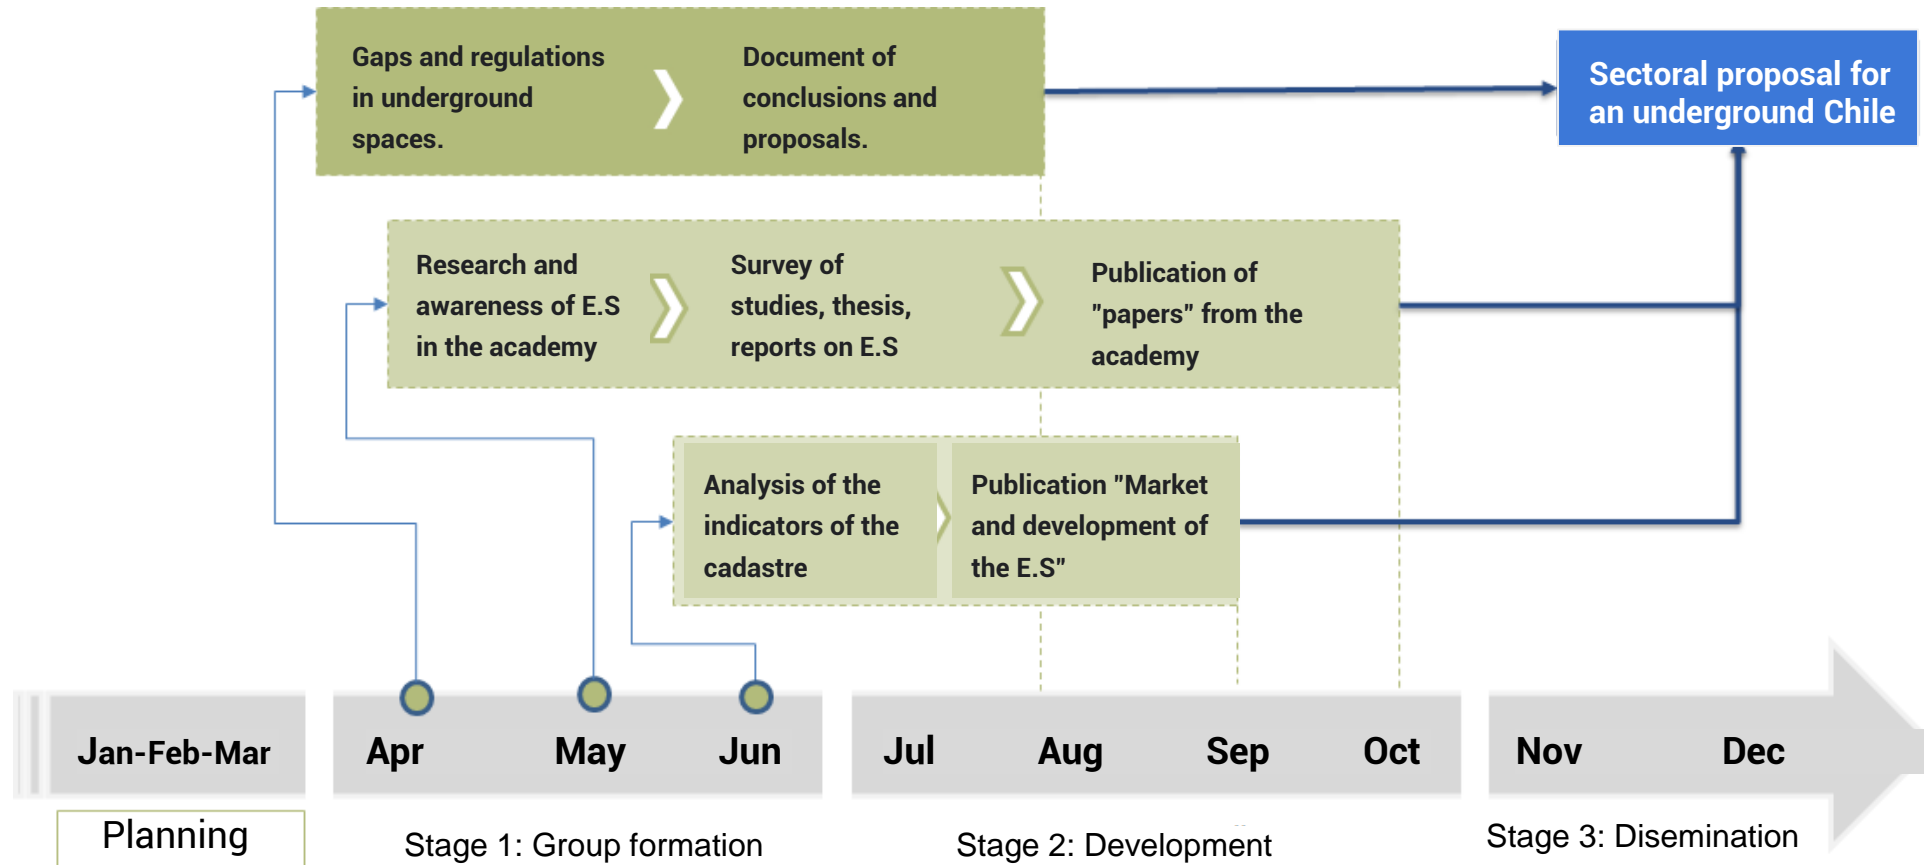 Gaps and regulations
in underground
spaces.
Document of
conclusions and
proposals.
Sectoral proposal for
an underground Chile
Research and
awareness of E.S
in the academy
Survey of
studies, thesis,
reports on E.S
Publication of
"papers" from the
academy
Analysis of the
indicators of the
cadastre
Publication "Market
and development of
the E.S"
Jan-Feb-Mar
Apr
May
Jun
Jul
Aug
Sep
Oct
Nov
Dec
Planning
Stage 1: Group formation
Stage 2: Development
Stage 3: Disemination